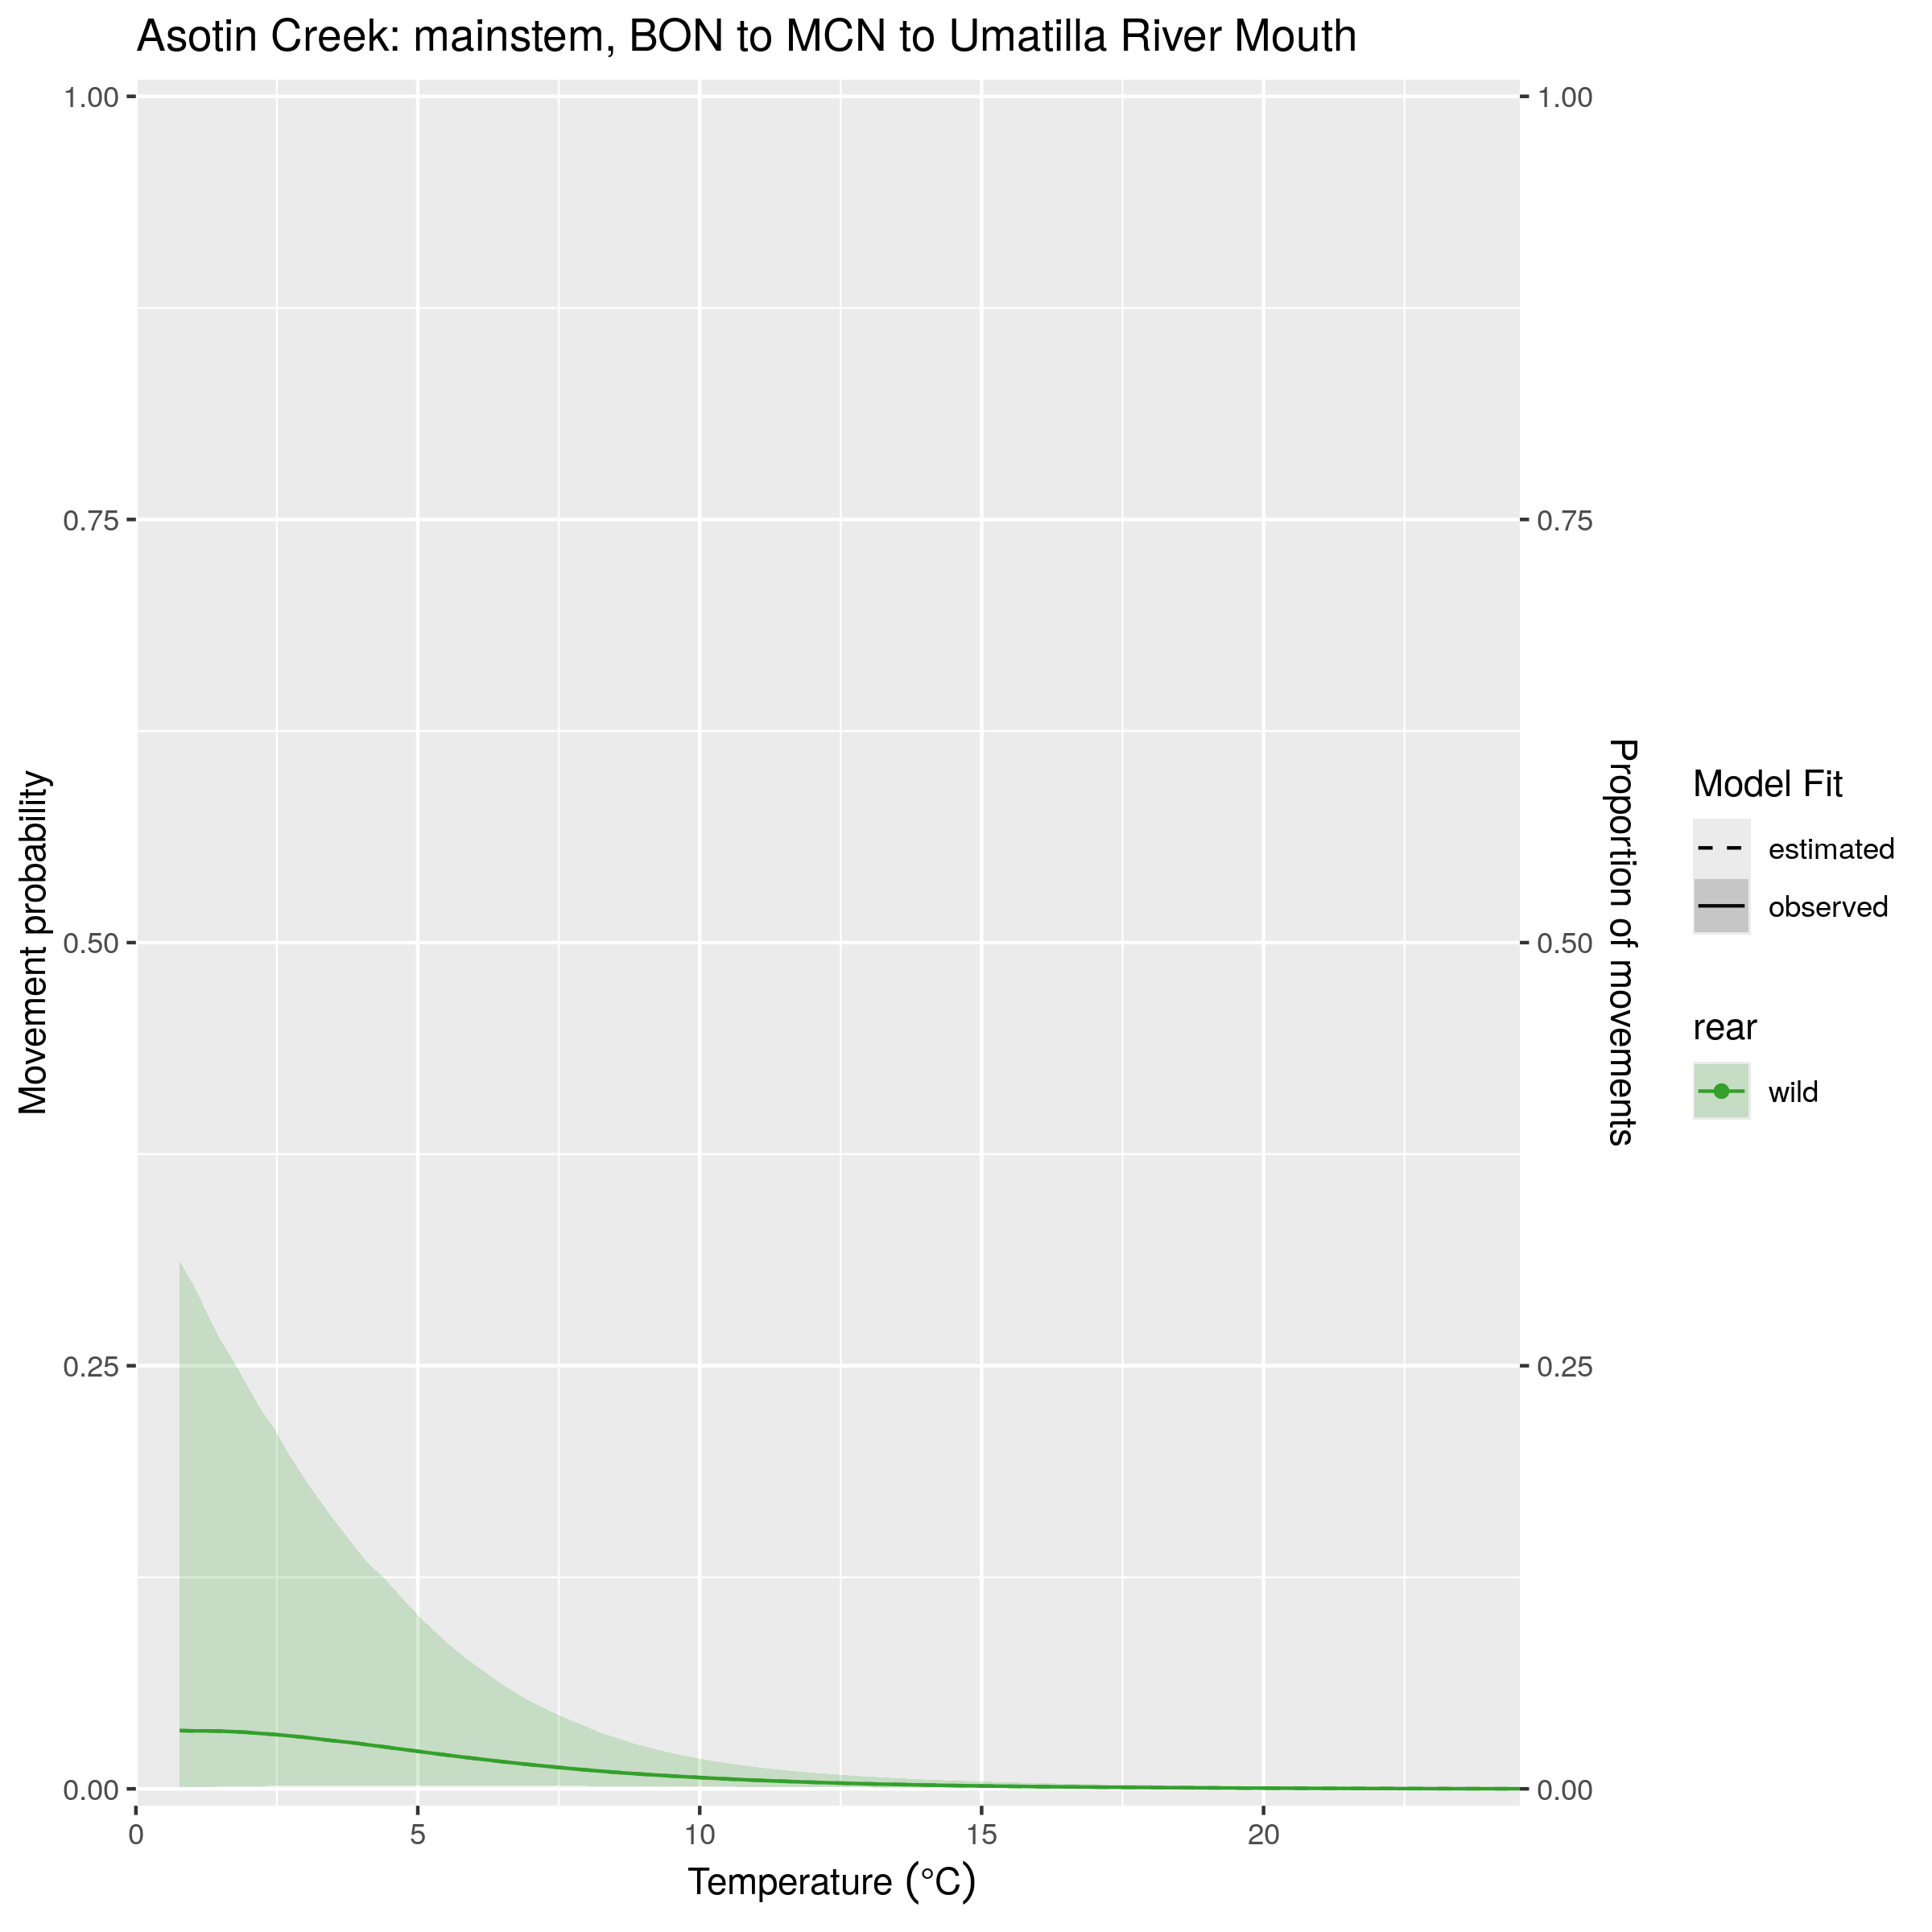 Asotin Creek: mainstem, BON to MCN to Umatilla River Mouth
Movement probability
1.00
0.75
0.50
0.25
0.00
1.00
0.75
0.50
0.25
0.00
Proportion of movements
0
5
10
15
20
Temperature (°C)
Model Fit
estimated
observed
rear
wild